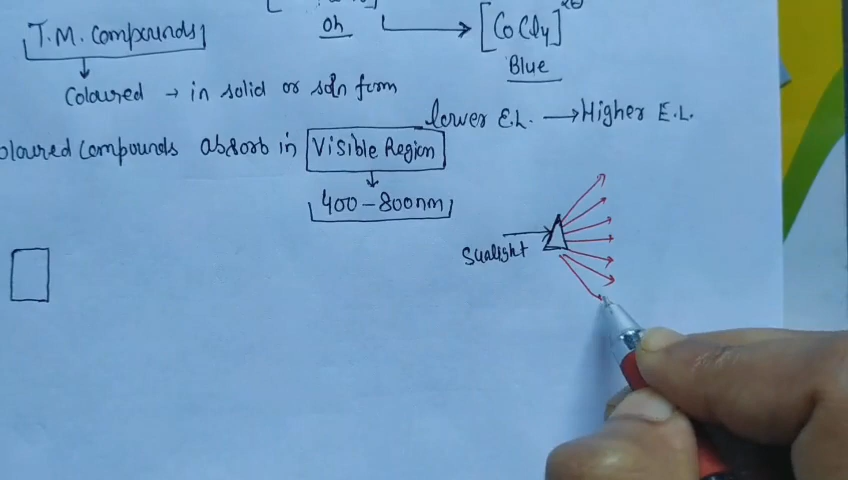 Oh
[CoCl4]
Blue
T.M. Compounds
Coloured → in solid or soln form
lower E.L. → Higher E.L.
oloured Compounds absorb in Visible Region
400-800nm
Sunlight